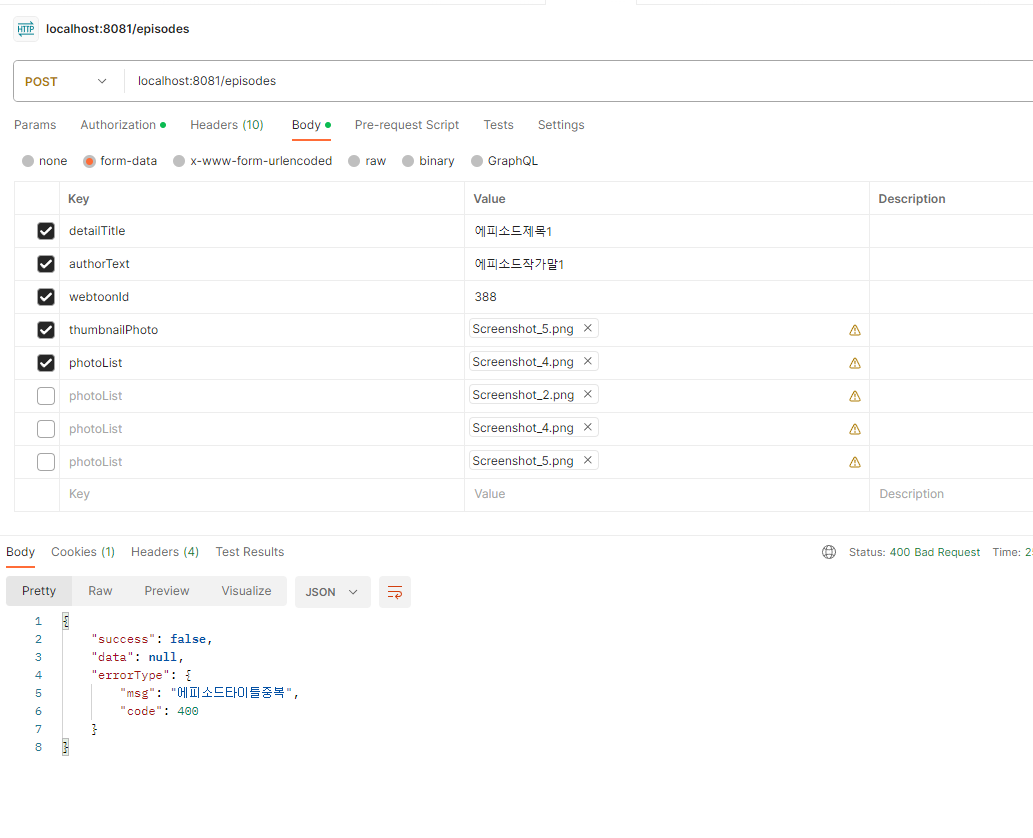 HTTP localhost:8081/episodes
POST localhost:8081/episodes
Params Authorization Headers (10) Body Pre-request Script Tests Settings
none form-data x-www-form-urlencoded raw binary GraphQL
Key Value Description
detailTitle 에피소드제목1
authorText 에피소드작가말1
webtoonId 388
thumbnailPhoto Screenshot_5.png
photoList Screenshot_4.png
photoList Screenshot_2.png
photoList Screenshot_4.png
photoList Screenshot_5.png
Key Value Description
Body Cookies (1) Headers (4) Test Results Status: 400 Bad Request Time:
Pretty Raw Preview Visualize JSON
1 {
2 "success": false,
3 "data": null,
4 "errorType": {
5 "msg": "에피소드타이틀중복",
6 "code": 400
7 }
8 }